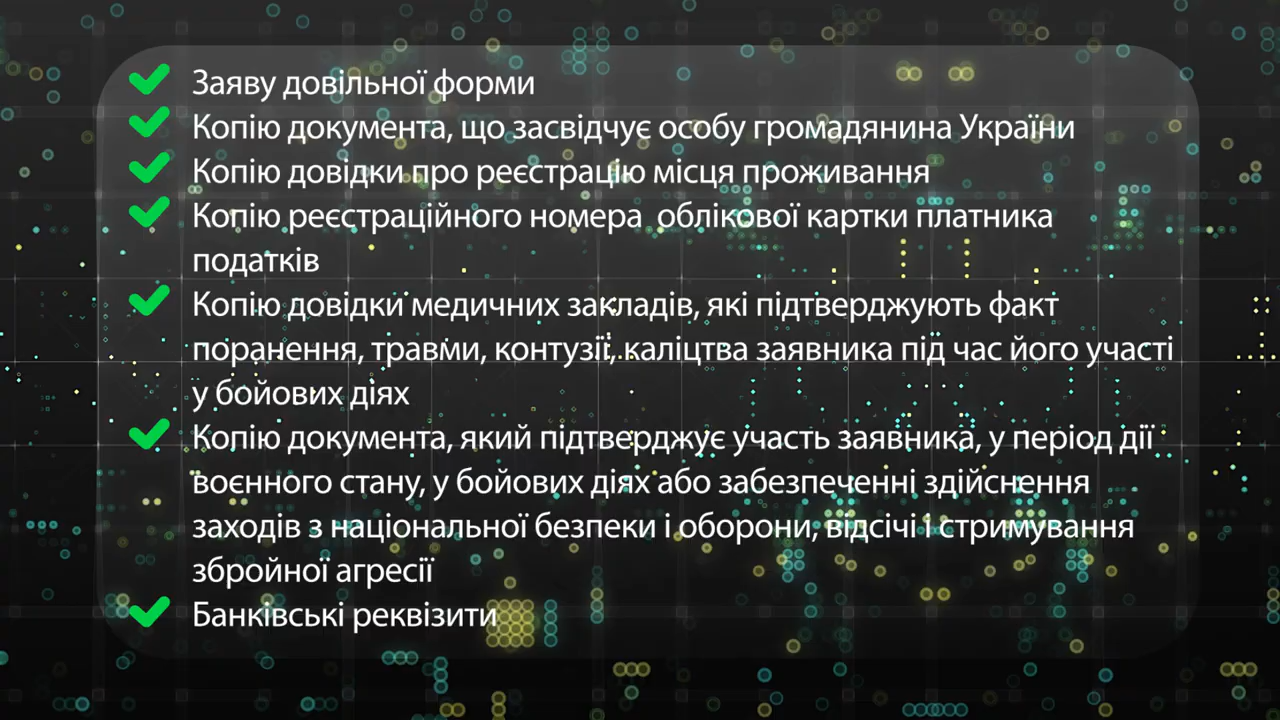 Заяву довільної форми
Копію документа, що засвідчує особу громадянина України
Копію довідки про реєстрацію місця проживання
Копію реєстраційного номера облікової картки платника
податків
Копію довідки медичних закладів, які підтверджують факт
поранення, травми, контузії, каліцтва заявника під час його участі
у бойових діях
Копію документа, який підтверджує участь заявника, у період дії
воєнного стану, у бойових діях або забезпеченні здійснення
заходів з національної безпеки і оборони, відсічі і стримування
збройної агресії
Банківські реквізити